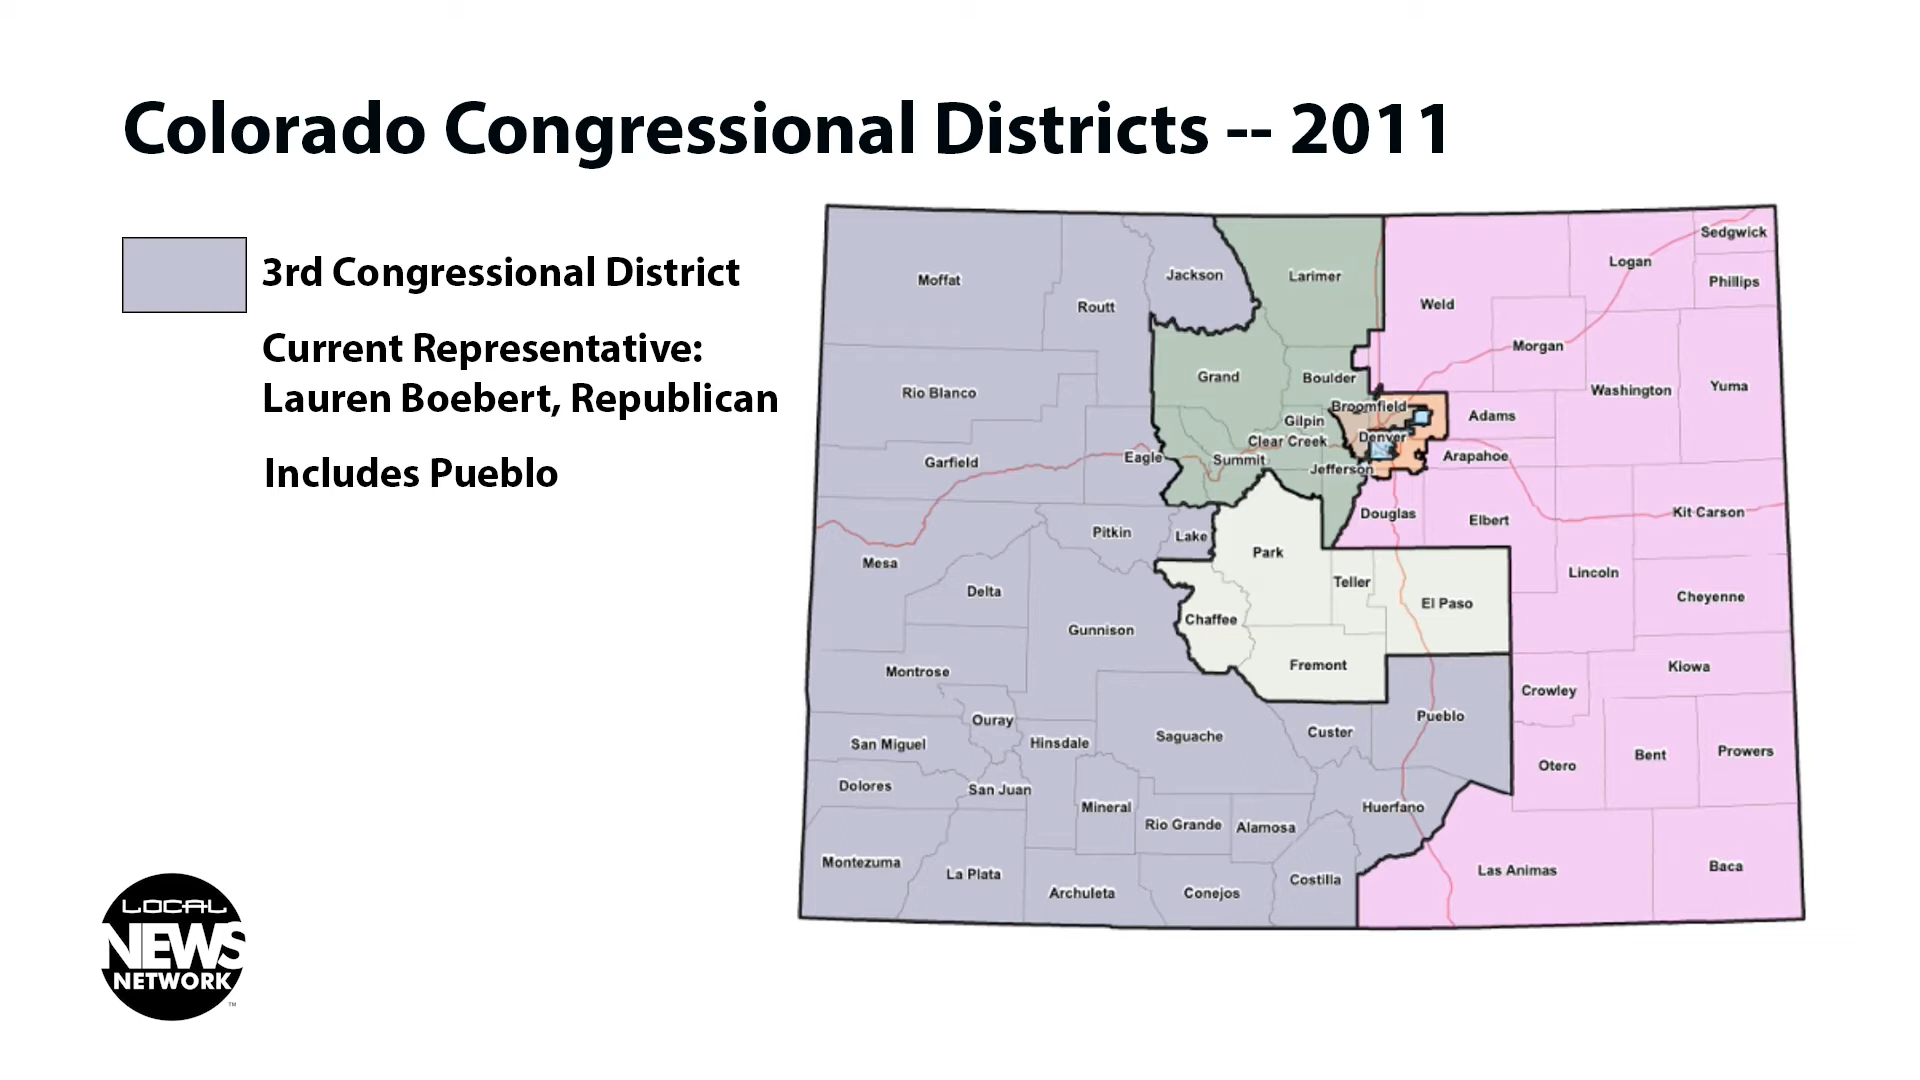 Colorado Congressional Districts -- 2011
3rd Congressional District
Current Representative:
Lauren Boebert, Republican
Includes Pueblo
Moffat
Routt
Jackson
Larimer
Weld
Logan
Sedgwick
Phillips
Morgan
Washington
Yuma
Rio Blanco
Grand
Boulder
Broomfield
Adams
Gilpin
Clear Creek
Denver
Garfield
Eagle
Summit
Jefferson
Arapahoe
Pitkin
Lake
Douglas
Elbert
Kit Carson
Mesa
Park
Delta
Teller
Lincoln
Cheyenne
Gunnison
Chaffee
El Paso
Montrose
Fremont
Kiowa
Crowley
Ouray
Pueblo
San Miguel
Hinsdale
Saguache
Custer
Otero
Bent
Prowers
Dolores
San Juan
Mineral
Rio Grande
Alamosa
Huerfano
Montezuma
La Plata
Archuleta
Conejos
Costilla
Las Animas
Baca
LOCAL
NEWS
NETWORK
TM